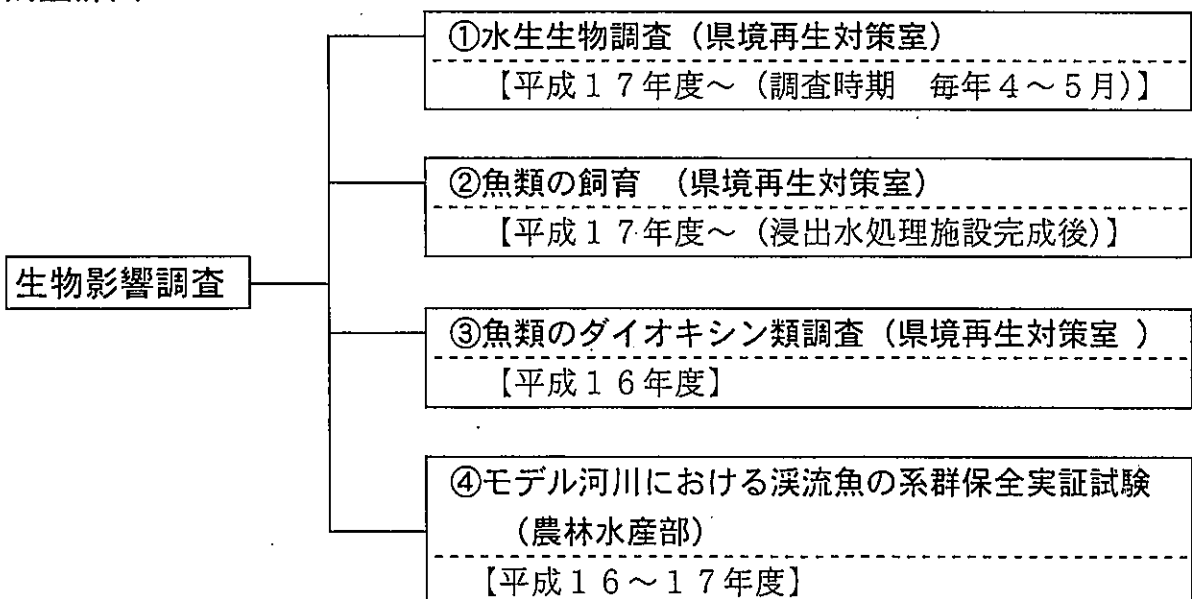 ①水生生物調査（県境再生対策室）
【平成１７年度～（調査時期　毎年４～５月）】
②魚類の飼育　（県境再生対策室）
【平成１７年度～（浸出水処理施設完成後）】
生物影響調査
③魚類のダイオキシン類調査（県境再生対策室 ）
【平成１６年度】
④モデル河川における渓流魚の系群保全実証試験
（農林水産部）
【平成１６～１７年度】